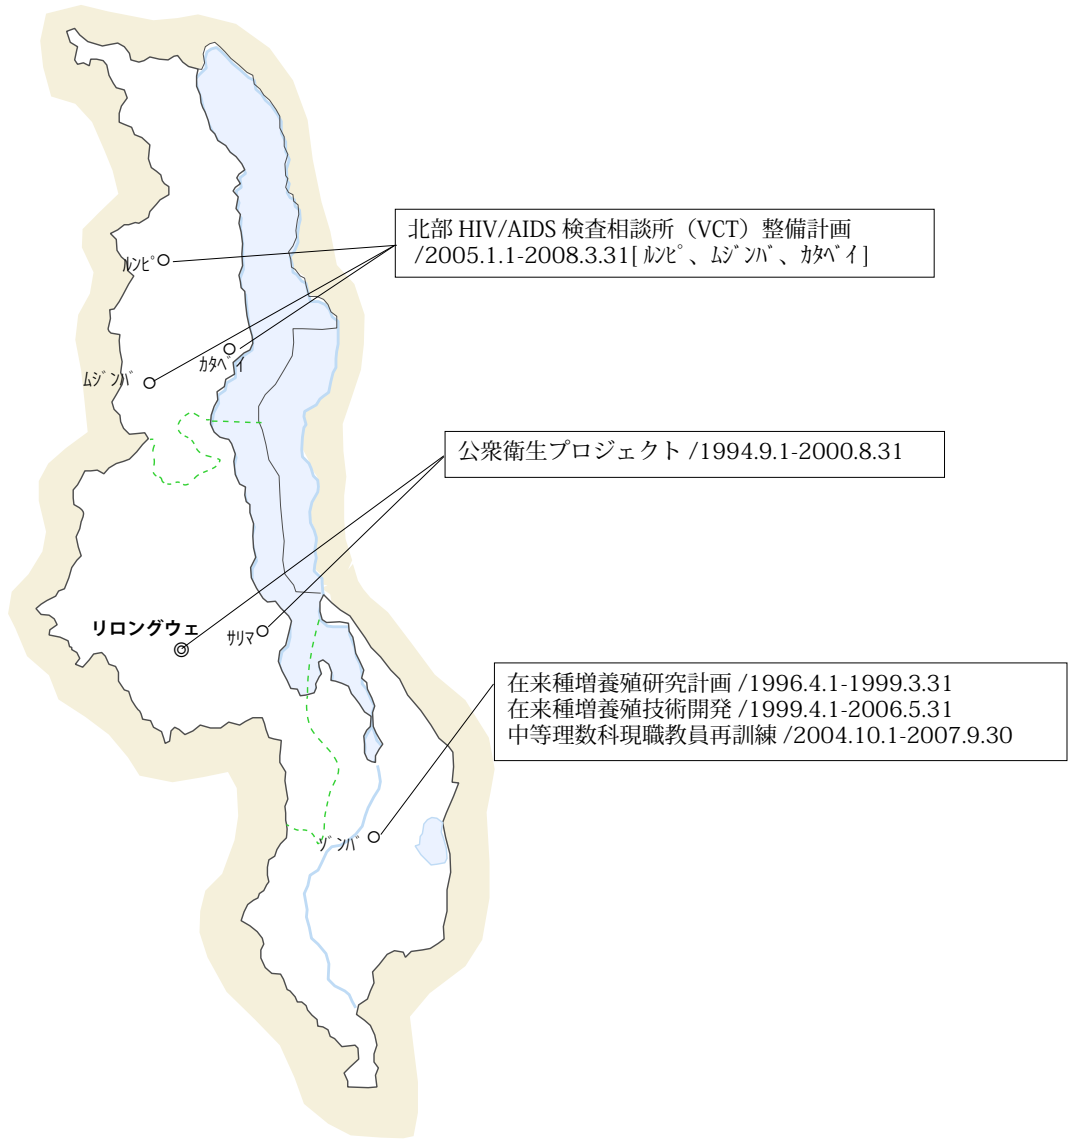 北部 HIV/AIDS 検査相談所（VCT）整備計画
/2005.1.1-2008.3.31[ ﾙﾝﾋﾟ、ﾑｼﾞﾝﾊﾞ、ｶﾀﾍﾞｲ ]
ﾙﾝﾋﾟ
ｶﾀﾍﾞｲ
ﾑｼﾞﾝﾊﾞ
公衆衛生プロジェクト /1994.9.1-2000.8.31
リロングウェ
ｻﾘﾏ
在来種増養殖研究計画 /1996.4.1-1999.3.31
在来種増養殖技術開発 /1999.4.1-2006.5.31
中等理数科現職教員再訓練 /2004.10.1-2007.9.30
ｿﾞﾝﾊﾞ